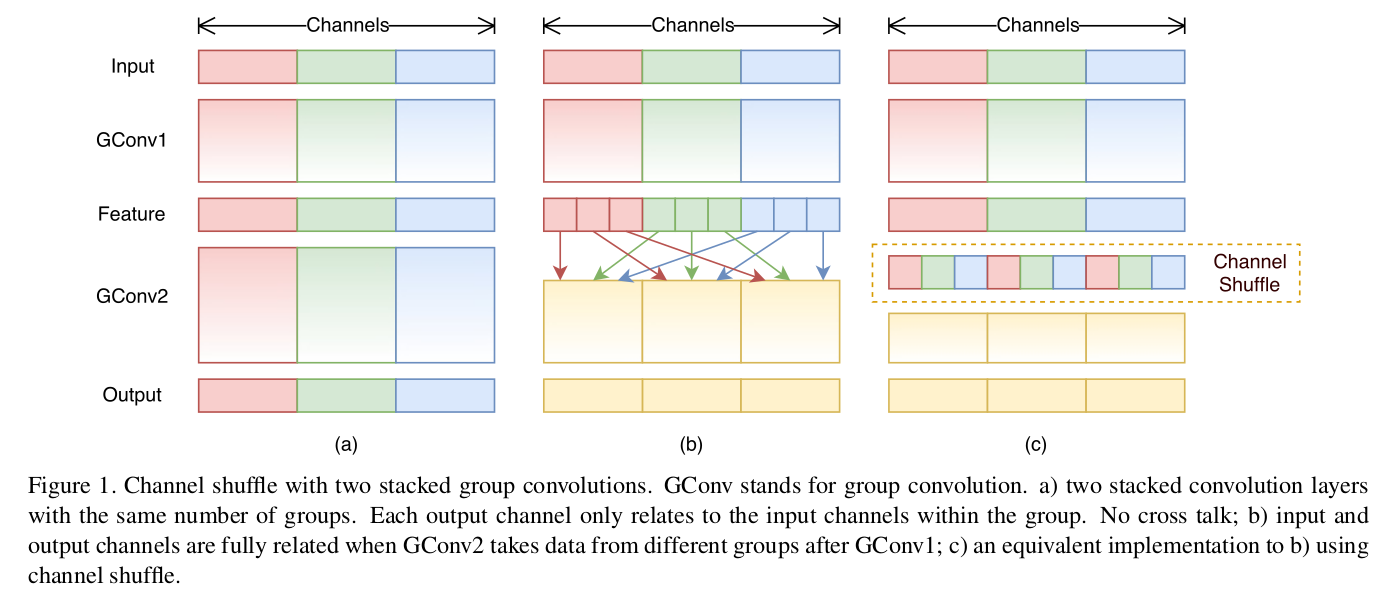 Channels
Channels
Channels
Input
GConv1
Feature
GConv2
Channel
Shuffle
Output
(a)
(b)
(c)
Figure 1. Channel shuffle with two stacked group convolutions. GConv stands for group convolution. a) two stacked convolution layers
with the same number of groups. Each output channel only relates to the input channels within the group. No cross talk; b) input and
output channels are fully related when GConv2 takes data from different groups after GConv1; c) an equivalent implementation to b) using
channel shuffle.